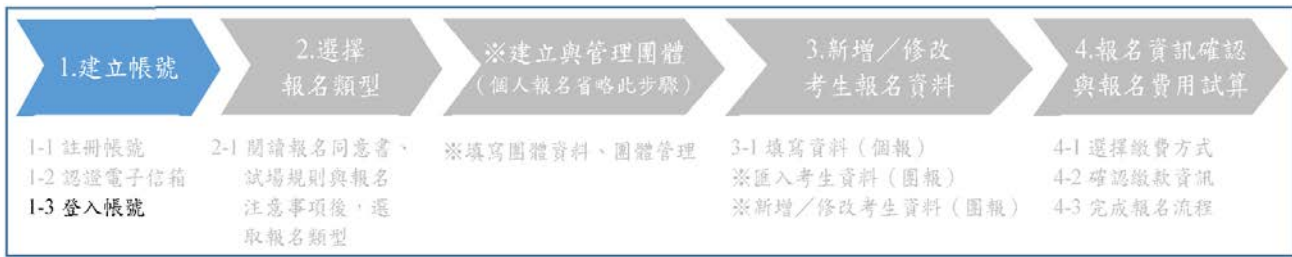 1.建立帳號
2.選擇
報名類型
※建立與管理團體
(個人報名省略此步驟)
3.新增／修改
考生報名資料
4.報名資訊確認
與報名費用試算
1-1 註冊帳號
1-2 認證電子信箱
1-3 登入帳號
2-1 閱讀報名同意書、
試場規則與報名
注意事項後，選
取報名類型
※填寫團體資料、團體管理
3-1 填寫資料（個報）
※匯入考生資料（團報）
※新增／修改考生資料（團報）
4-1 選擇繳費方式
4-2 確認繳款資訊
4-3 完成報名流程